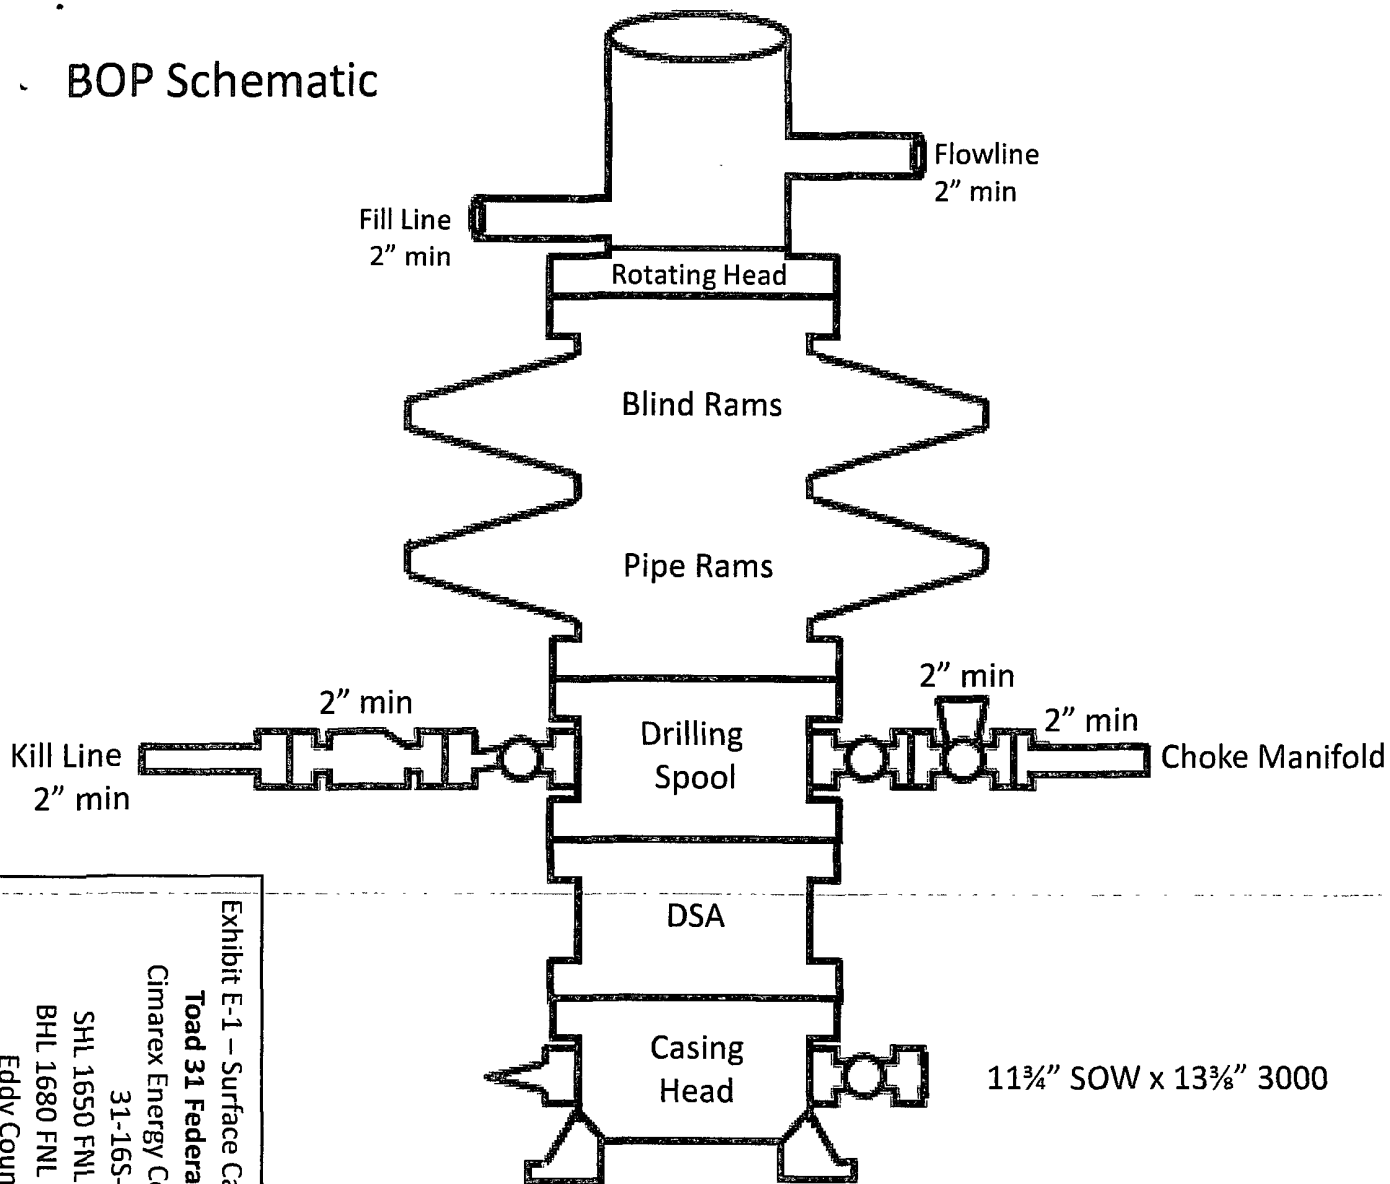 BOP Schematic
Flowline
2" min
Fill Line
2" min
Rotating Head
Blind Rams
Pipe Rams
2" min
2" min
2" min
Drilling
Spool
Kill Line
2" min
Choke Manifold
DSA
Casing
Head
11¾" SOW x 13⅜" 3000
Exhibit E-1 – Surface Ca
Toad 31 Federa
Cimarex Energy C
31-16S-
SHL 1650 FNL
BHL 1680 FNL
Eddy Coun